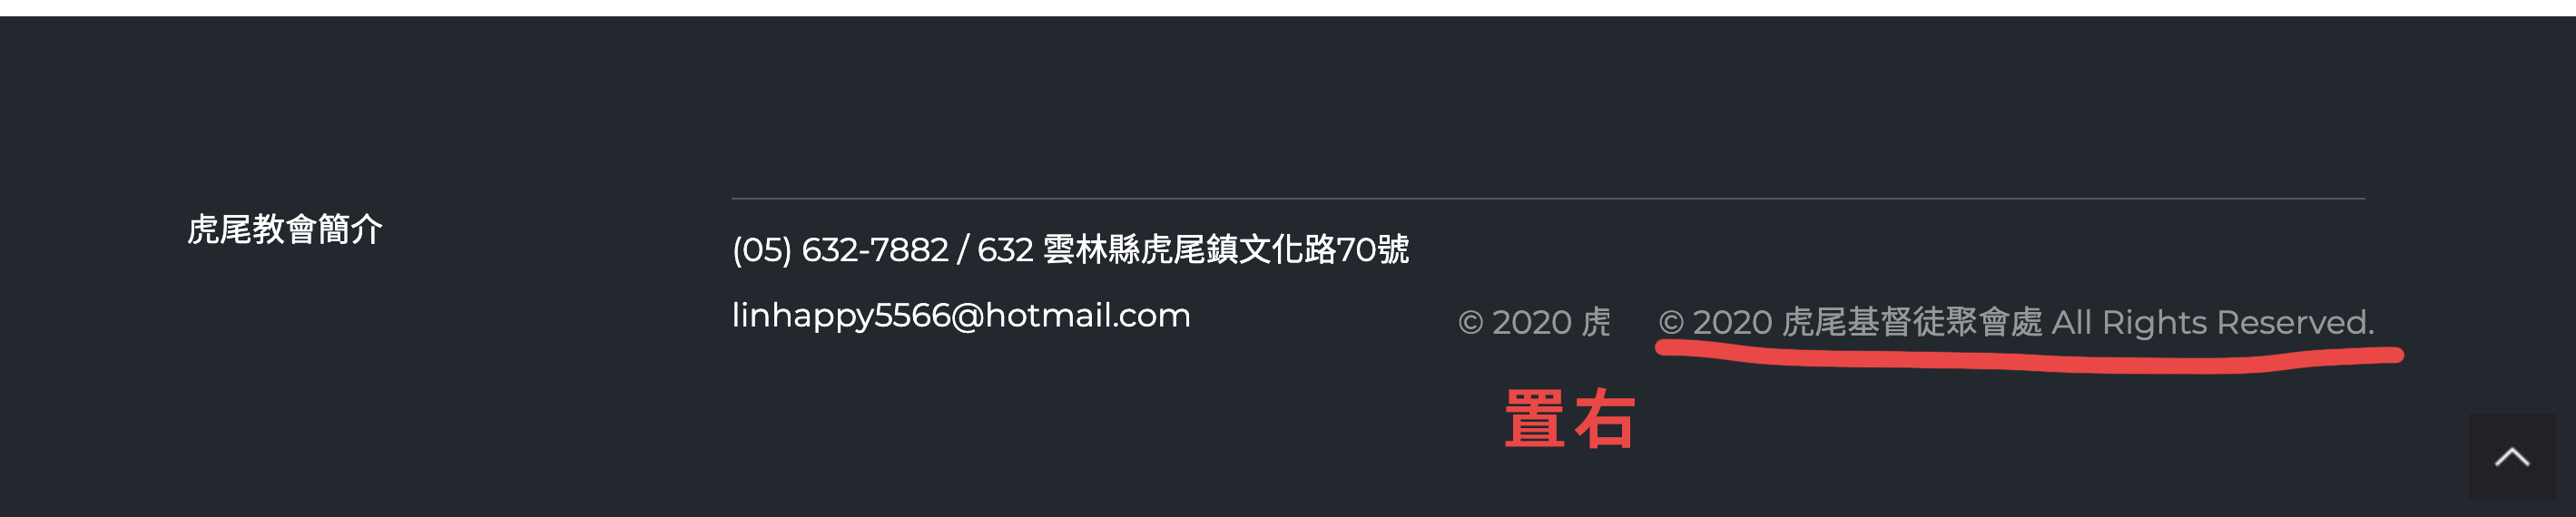 虎尾教會簡介
(05) 632-7882 / 632 雲林縣虎尾鎮文化路70號
linhappy5566@hotmail.com
© 2020 虎
© 2020 虎尾基督徒聚會處 All Rights Reserved.
置右